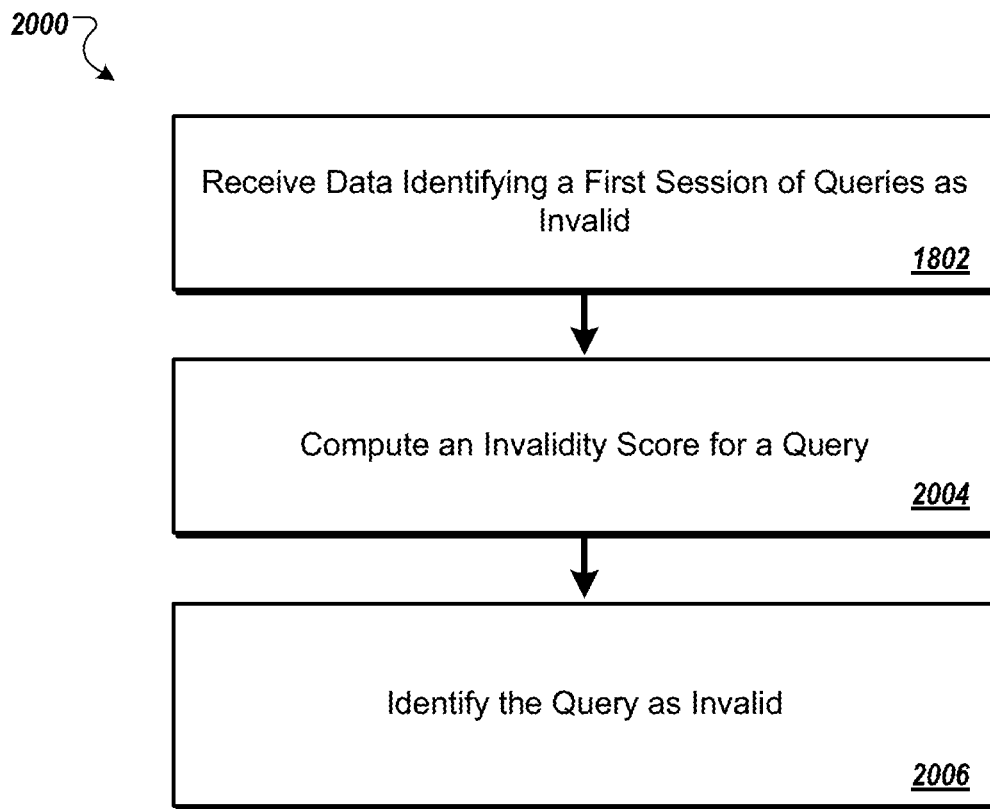 2000
Receive Data Identifying a First Session of Queries as
Invalid
1802
Compute an Invalidity Score for a Query
2004
Identify the Query as Invalid
2006